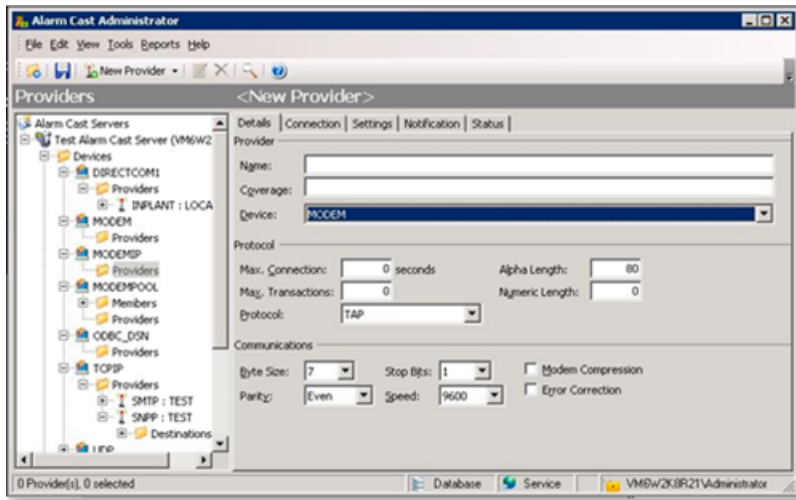 Alarm Cast Administrator
File Edit View Tools Reports Help
New Provider
Providers
<New Provider>
Alarm Cast Servers
Test Alarm Cast Server (VM6W2
Devices
DIRECTCOM1
Providers
INPLANT : LOCA
MODEM
Providers
MODEMIP
Providers
MODEMPOOL
Members
Providers
ODBC_DSN
Providers
TCPIP
Providers
SMTP : TEST
SNPP : TEST
Destinations
UDP
Details Connection Settings Notification Status
Provider
Name:
Coverage:
Device: MODEM
Protocol
Max. Connection: 0 seconds Alpha Length: 80
Max. Transactions: 0 Numeric Length: 0
Protocol: TAP
Communications
Byte Size: 7 Stop Bits: 1 Modem Compression
Parity: Even Speed: 9600 Error Correction
0 Provider(s), 0 selected Database Service VM6W2K8R21\Administrator